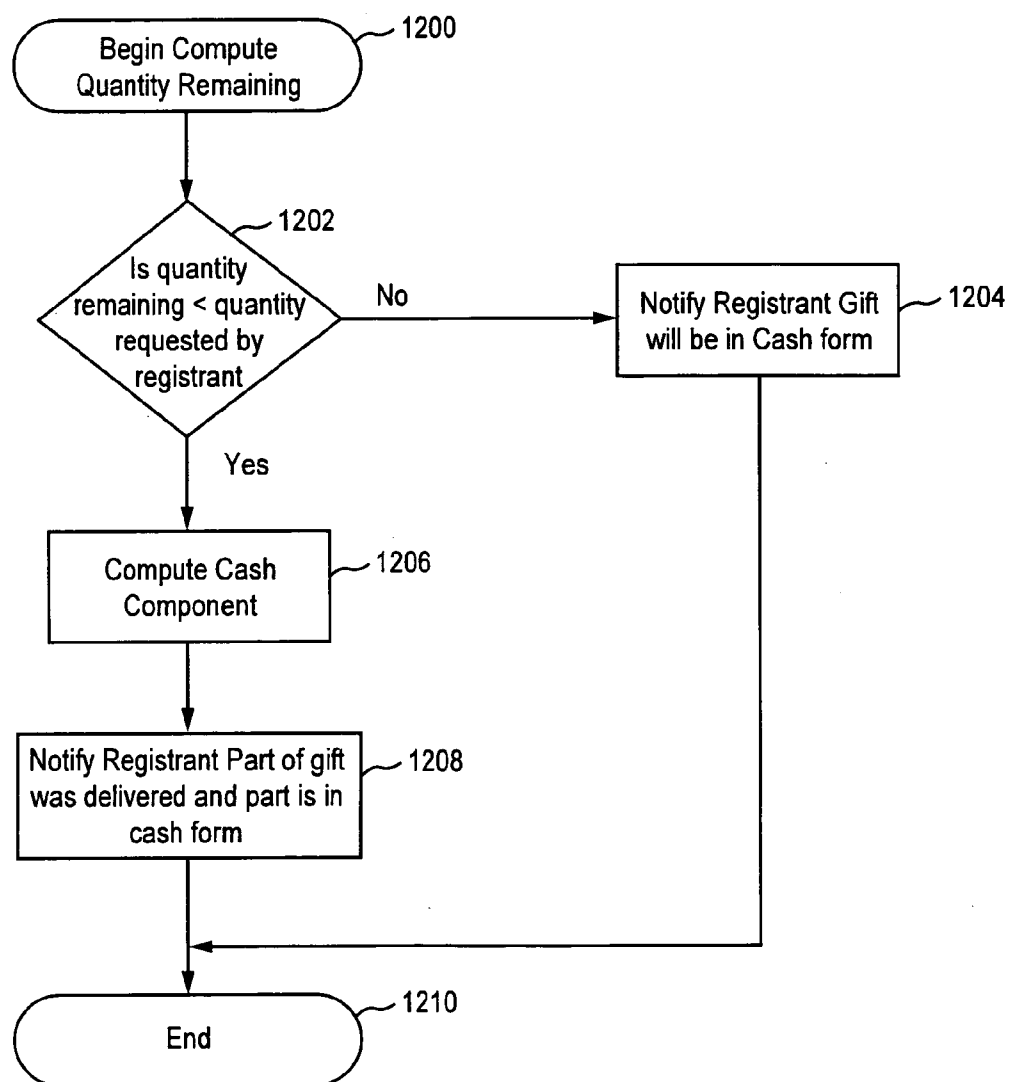 Begin Compute
Quantity Remaining
1200
1202
Is quantity
remaining < quantity
requested by
registrant
No
Notify Registrant Gift
will be in Cash form
1204
Yes
Compute Cash
Component
1206
Notify Registrant Part of gift
was delivered and part is in
cash form
1208
End
1210